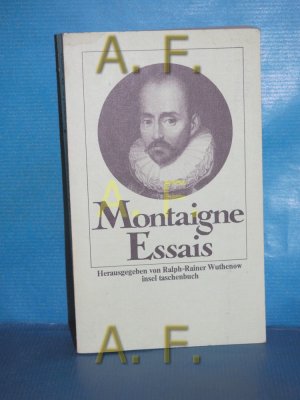 A. F.
A. F.
Montaigne
Essais
Herausgegeben von Ralph-Rainer Wuthenow
insel taschenbuch
A. F.